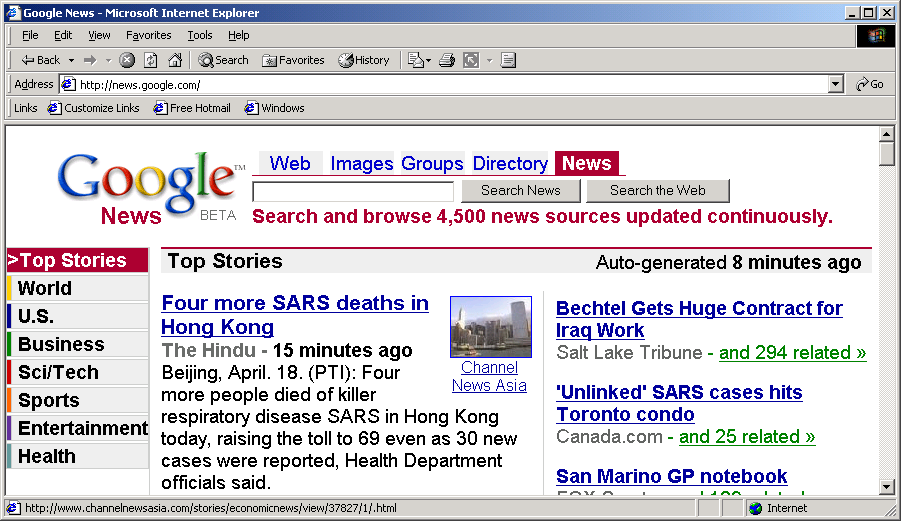 Google News - Microsoft Internet Explorer
File Edit View Favorites Tools Help
Back Search Favorites History
Address http://news.google.com/ Go
Links Customize Links Free Hotmail Windows
Google™
News BETA
Web Images Groups Directory News
Search News Search the Web
Search and browse 4,500 news sources updated continuously.
>Top Stories
World
U.S.
Business
Sci/Tech
Sports
Entertainment
Health
Top Stories Auto-generated 8 minutes ago
Four more SARS deaths in
Hong Kong
The Hindu - 15 minutes ago
Beijing, April. 18. (PTI): Four
more people died of killer
respiratory disease SARS in Hong Kong
today, raising the toll to 69 even as 30 new
cases were reported, Health Department
officials said.
Channel
News Asia
Bechtel Gets Huge Contract for
Iraq Work
Salt Lake Tribune - and 294 related »
'Unlinked' SARS cases hits
Toronto condo
Canada.com - and 25 related »
San Marino GP notebook
http://www.channelnewsasia.com/stories/economicnews/view/37827/1/.html Internet